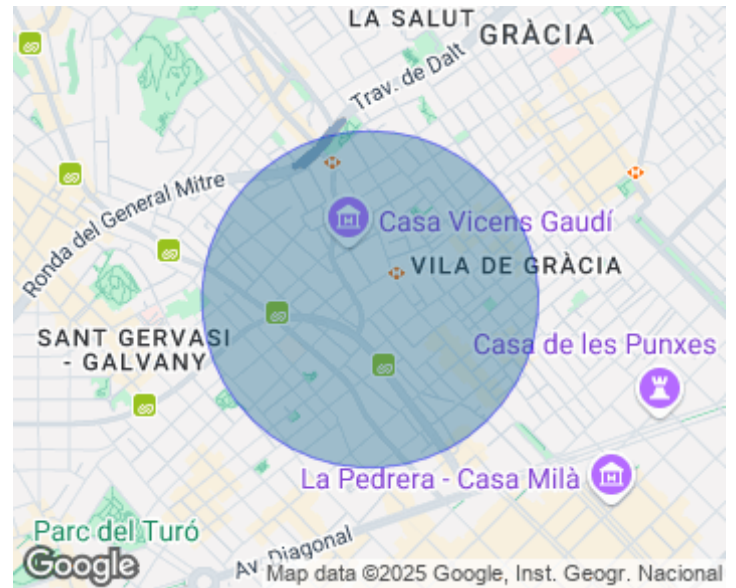 LA SALUT
GRÀCIA
Trav. de Dalt
Ronda del General Mitre
Casa Vicens Gaudí
VILA DE GRÀCIA
SANT GERVASI
- GALVANY
Casa de les Punxes
La Pedrera - Casa Milà
Parc del Turó
Av. Diagonal
Google
Map data ©2025 Google, Inst. Geogr. Nacional